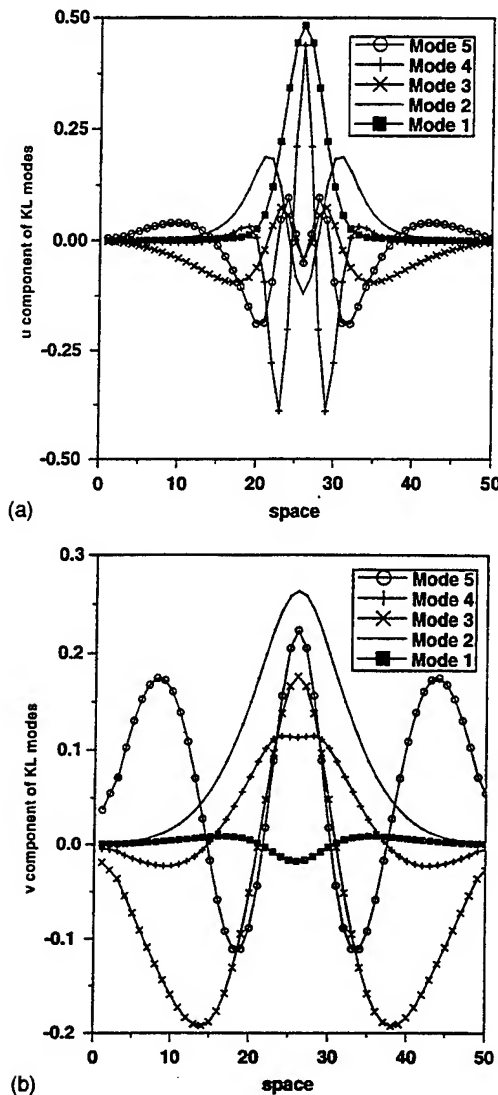 0.50
0.25
0.00
-0.25
-0.50
u component of KL modes
Mode 5
Mode 4
Mode 3
Mode 2
Mode 1
0 10 20 30 40 50
space
(a)
0.3
0.2
0.1
0.0
-0.1
-0.2
v component of KL modes
Mode 5
Mode 4
Mode 3
Mode 2
Mode 1
0 10 20 30 40 50
space
(b)